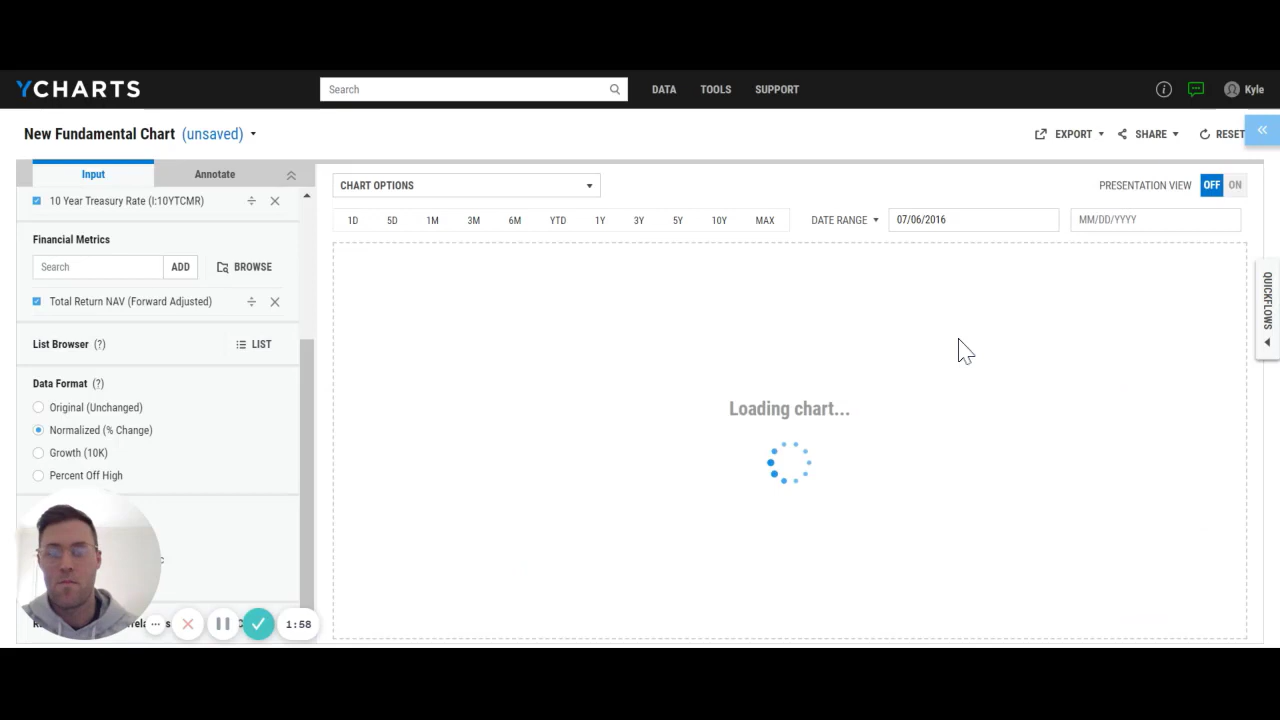 YCHARTS
Search
DATA
TOOLS
SUPPORT
Kyle
New Fundamental Chart (unsaved)
EXPORT
SHARE
RESET
Input
Annotate
CHART OPTIONS
PRESENTATION VIEW
OFF
ON
10 Year Treasury Rate (I:10YTCMR)
1D
5D
1M
3M
6M
YTD
1Y
3Y
5Y
10Y
MAX
DATE RANGE
07/06/2016
MM/DD/YYYY
Financial Metrics
Search
ADD
BROWSE
Total Return NAV (Forward Adjusted)
List Browser (?)
LIST
QUICKFLOWS
Data Format (?)
Original (Unchanged)
Normalized (% Change)
Growth (10K)
Percent Off High
Loading chart...
1:58